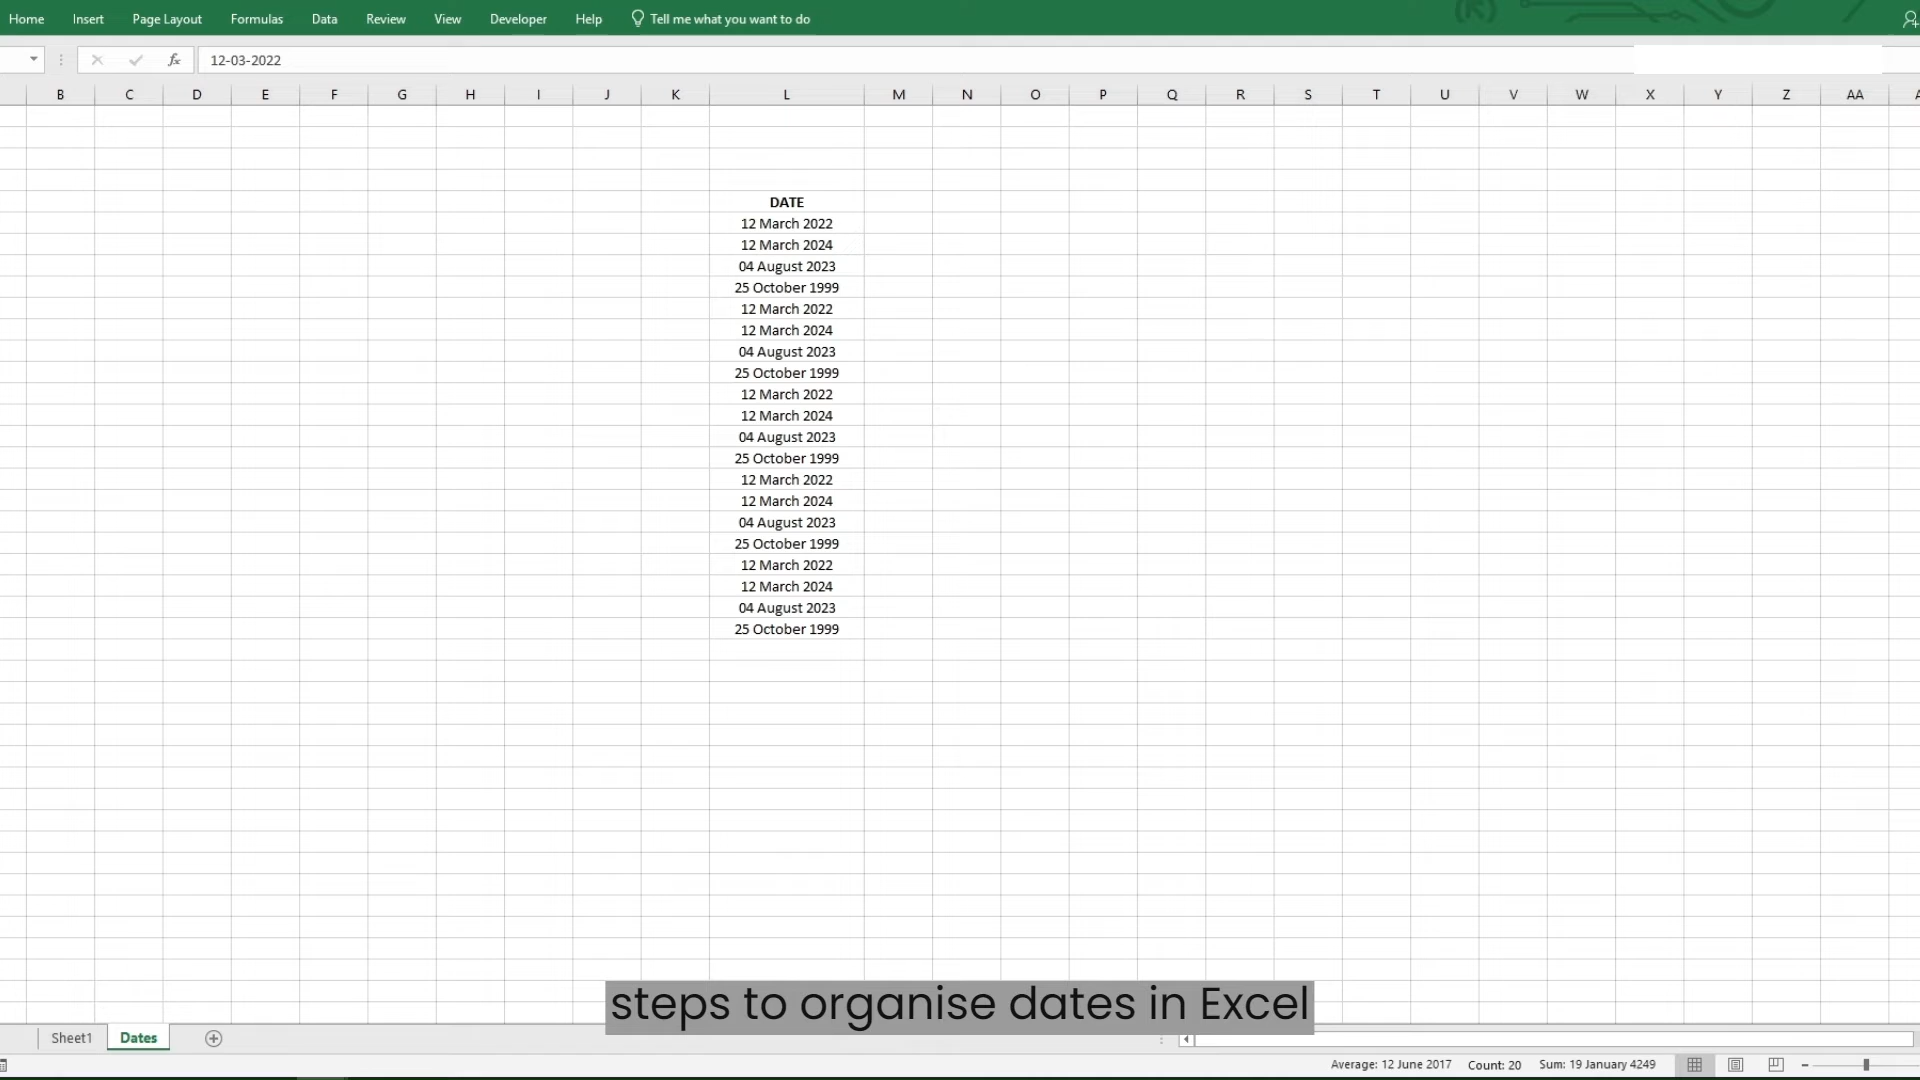 Home Insert Page Layout Formulas Data Review View Developer Help Tell me what you want to do
fx 12-03-2022
B C D E F G H I J K L M N O P Q R S T U V W X Y Z AA
DATE
12 March 2022
12 March 2024
04 August 2023
25 October 1999
12 March 2022
12 March 2024
04 August 2023
25 October 1999
12 March 2022
12 March 2024
04 August 2023
25 October 1999
12 March 2022
12 March 2024
04 August 2023
25 October 1999
12 March 2022
12 March 2024
04 August 2023
25 October 1999
steps to organise dates in Excel
Sheet1 Dates
Average: 12 June 2017 Count: 20 Sum: 19 January 4249